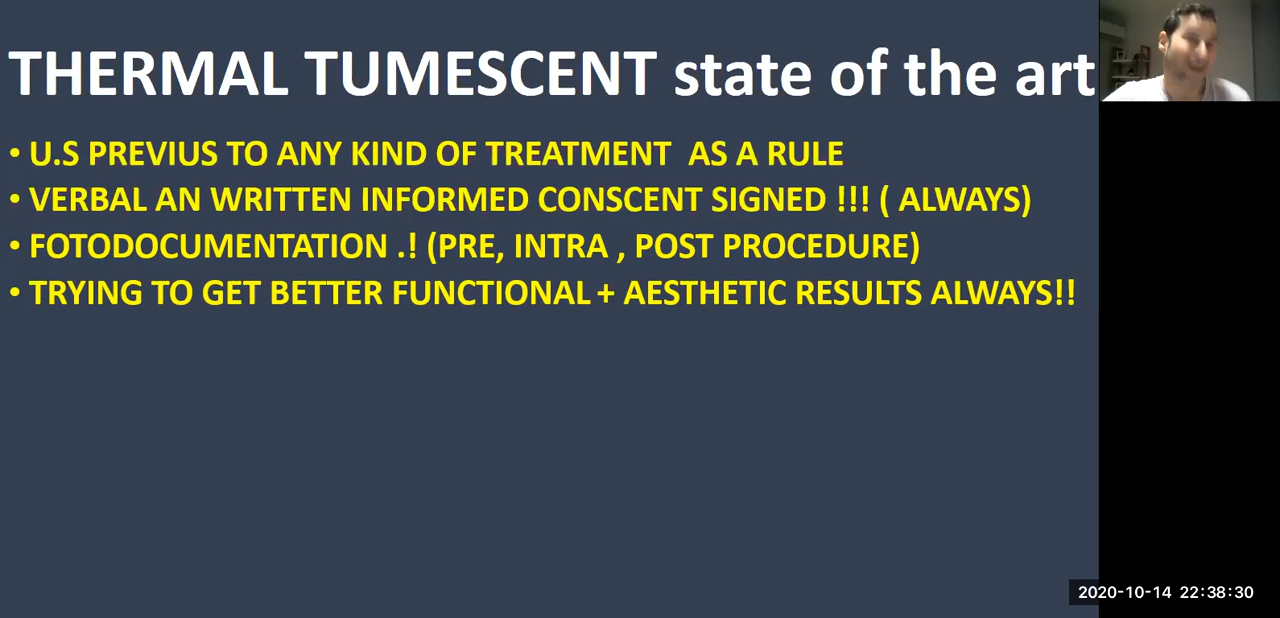 THERMAL TUMESCENT state of the art
• U.S PREVIUS TO ANY KIND OF TREATMENT AS A RULE
• VERBAL AN WRITTEN INFORMED CONSCENT SIGNED !!! ( ALWAYS)
• FOTODOCUMENTATION .! (PRE, INTRA , POST PROCEDURE)
• TRYING TO GET BETTER FUNCTIONAL + AESTHETIC RESULTS ALWAYS!!
2020-10-14 22:38:30